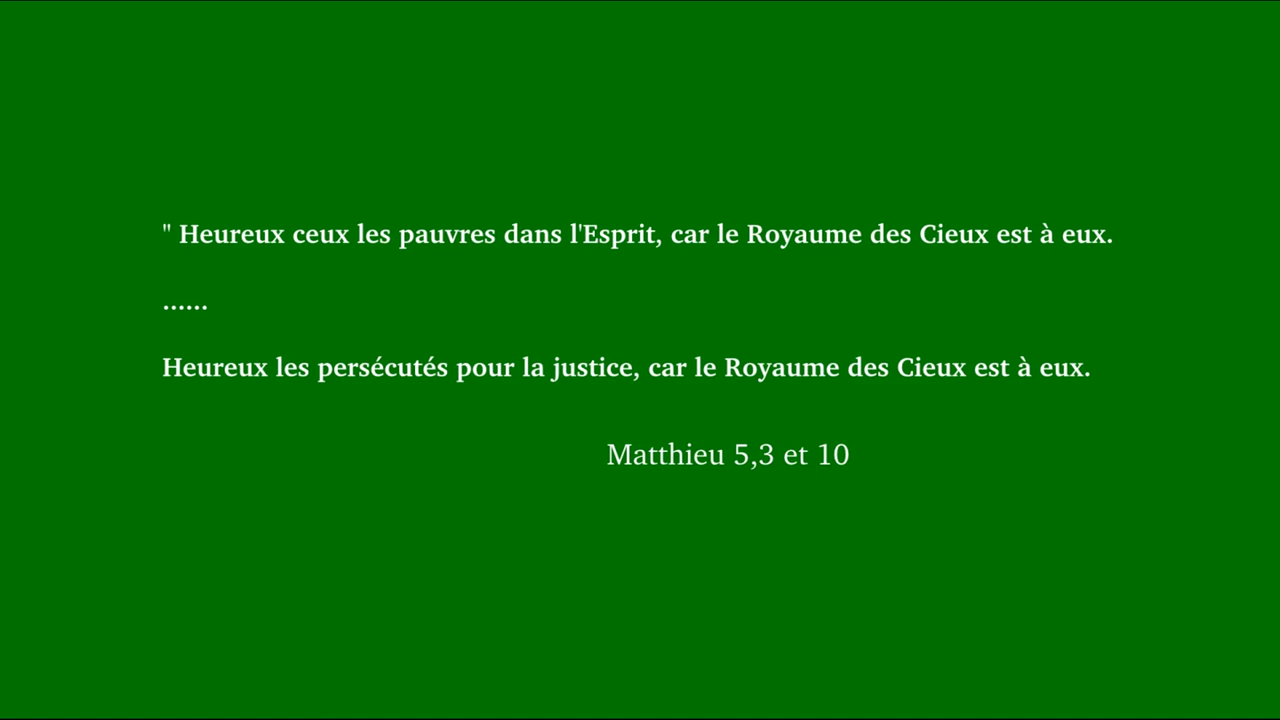 " Heureux ceux les pauvres dans l'Esprit, car le Royaume des Cieux est à eux.
......
Heureux les persécutés pour la justice, car le Royaume des Cieux est à eux.
Matthieu 5,3 et 10